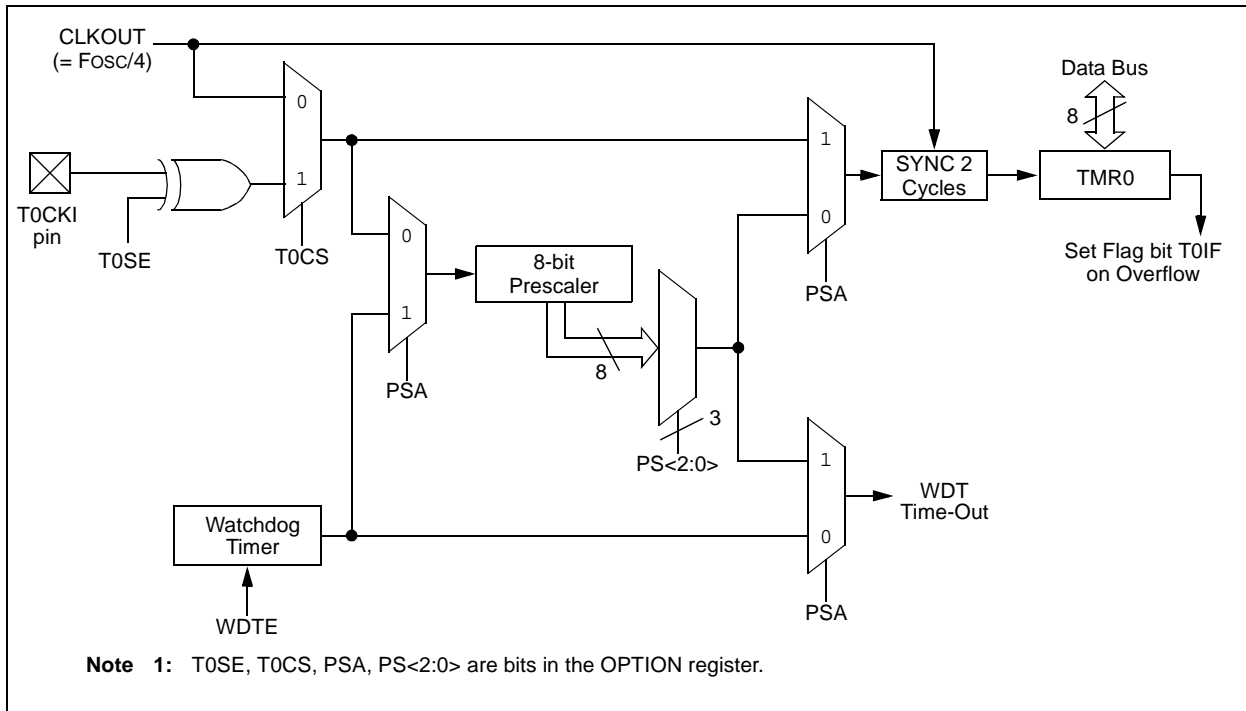 CLKOUT
(= FOSC/4)
0
1
T0CKI
pin
T0SE
T0CS
0
1
PSA
8-bit
Prescaler
8
3
PS<2:0>
1
0
PSA
SYNC 2
Cycles
Data Bus
8
TMR0
Set Flag bit T0IF
on Overflow
1
0
PSA
WDT
Time-Out
Watchdog
Timer
WDTE
Note 1: T0SE, T0CS, PSA, PS<2:0> are bits in the OPTION register.